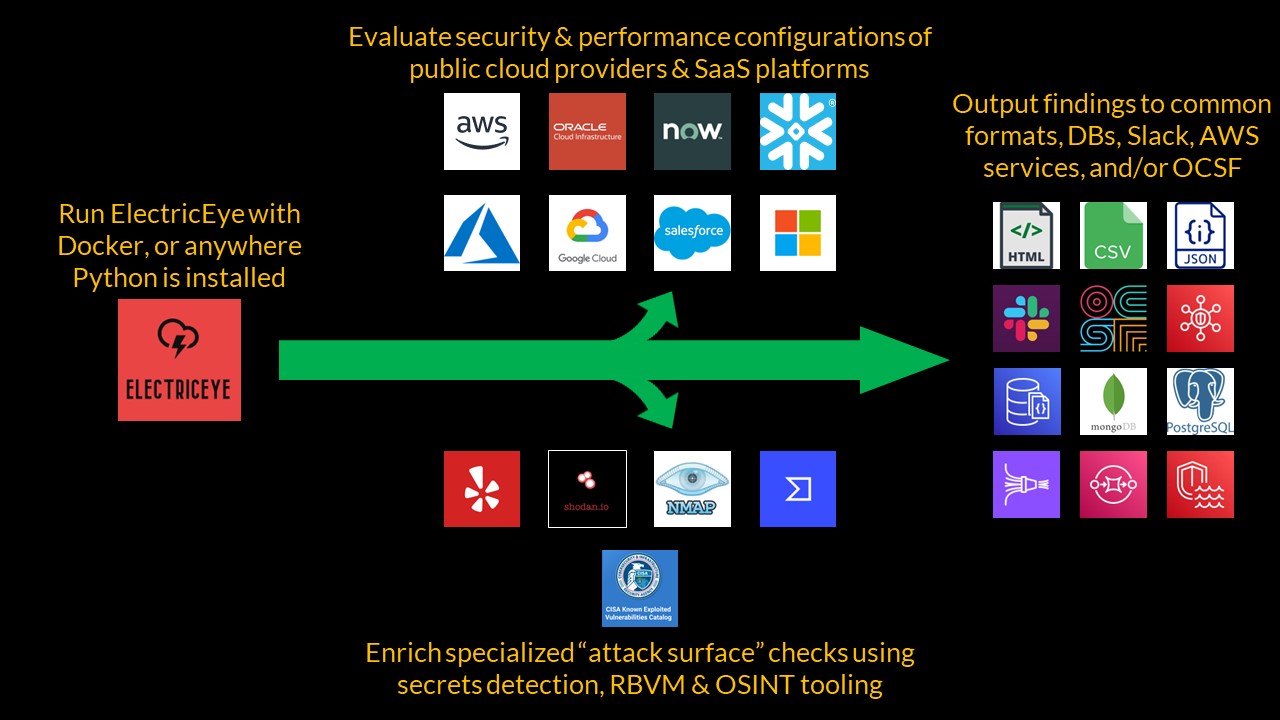 Evaluate security & performance configurations of
public cloud providers & SaaS platforms
aws
ORACLE
Cloud Infrastructure
now
®
Google Cloud
salesforce
Output findings to common
formats, DBs, Slack, AWS
services, and/or OCSF
</>
HTML
CSV
{i}
JSON
OCSF
mongoDB
PostgreSQL
Run ElectricEye with
Docker, or anywhere
Python is installed
ELECTRICEYE
shodan.io
NMAP
CISA
CISA Known Exploited
Vulnerabilities Catalog
Enrich specialized “attack surface” checks using
secrets detection, RBVM & OSINT tooling